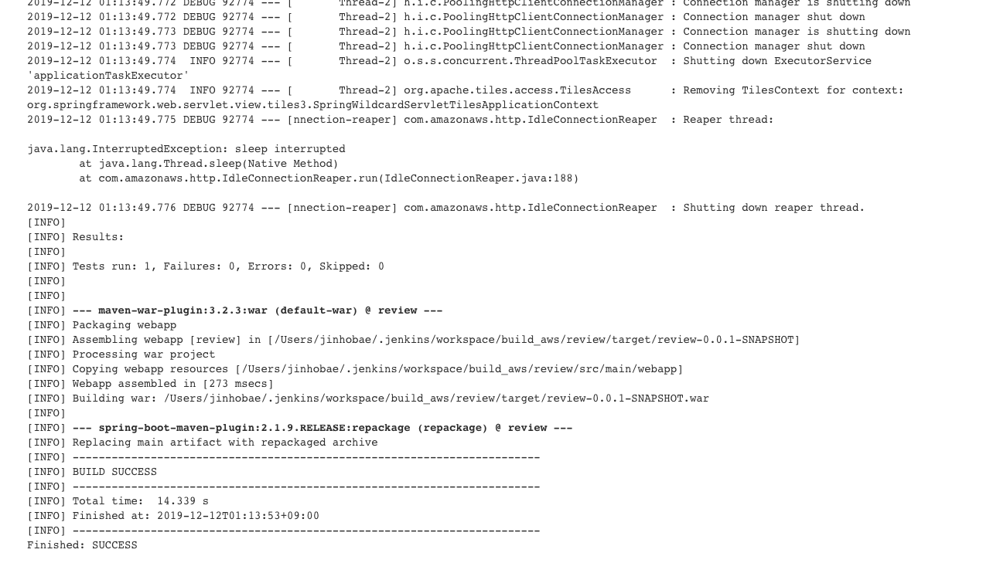 2019-12-12 01:13:49.772 DEBUG 92774 --- [       Thread-2] h.i.c.PoolingHttpClientConnectionManager : Connection manager is shutting down
2019-12-12 01:13:49.773 DEBUG 92774 --- [       Thread-2] h.i.c.PoolingHttpClientConnectionManager : Connection manager shut down
2019-12-12 01:13:49.773 DEBUG 92774 --- [       Thread-2] h.i.c.PoolingHttpClientConnectionManager : Connection manager is shutting down
2019-12-12 01:13:49.773 DEBUG 92774 --- [       Thread-2] h.i.c.PoolingHttpClientConnectionManager : Connection manager shut down
2019-12-12 01:13:49.774  INFO 92774 --- [       Thread-2] o.s.s.concurrent.ThreadPoolTaskExecutor  : Shutting down ExecutorService
'applicationTaskExecutor'
2019-12-12 01:13:49.774  INFO 92774 --- [       Thread-2] org.apache.tiles.access.TilesAccess      : Removing TilesContext for context:
org.springframework.web.servlet.view.tiles3.SpringWildcardServletTilesApplicationContext
2019-12-12 01:13:49.775 DEBUG 92774 --- [nnection-reaper] com.amazonaws.http.IdleConnectionReaper  : Reaper thread:
java.lang.InterruptedException: sleep interrupted
        at java.lang.Thread.sleep(Native Method)
        at com.amazonaws.http.IdleConnectionReaper.run(IdleConnectionReaper.java:188)
2019-12-12 01:13:49.776 DEBUG 92774 --- [nnection-reaper] com.amazonaws.http.IdleConnectionReaper  : Shutting down reaper thread.
[INFO]
[INFO] Results:
[INFO]
[INFO] Tests run: 1, Failures: 0, Errors: 0, Skipped: 0
[INFO]
[INFO]
[INFO] --- maven-war-plugin:3.2.3:war (default-war) @ review ---
[INFO] Packaging webapp
[INFO] Assembling webapp [review] in [/Users/jinhobae/.jenkins/workspace/build_aws/review/target/review-0.0.1-SNAPSHOT]
[INFO] Processing war project
[INFO] Copying webapp resources [/Users/jinhobae/.jenkins/workspace/build_aws/review/src/main/webapp]
[INFO] Webapp assembled in [273 msecs]
[INFO] Building war: /Users/jinhobae/.jenkins/workspace/build_aws/review/target/review-0.0.1-SNAPSHOT.war
[INFO]
[INFO] --- spring-boot-maven-plugin:2.1.9.RELEASE:repackage (repackage) @ review ---
[INFO] Replacing main artifact with repackaged archive
[INFO] ------------------------------------------------------------------------
[INFO] BUILD SUCCESS
[INFO] ------------------------------------------------------------------------
[INFO] Total time:  14.339 s
[INFO] Finished at: 2019-12-12T01:13:53+09:00
[INFO] ------------------------------------------------------------------------
Finished: SUCCESS